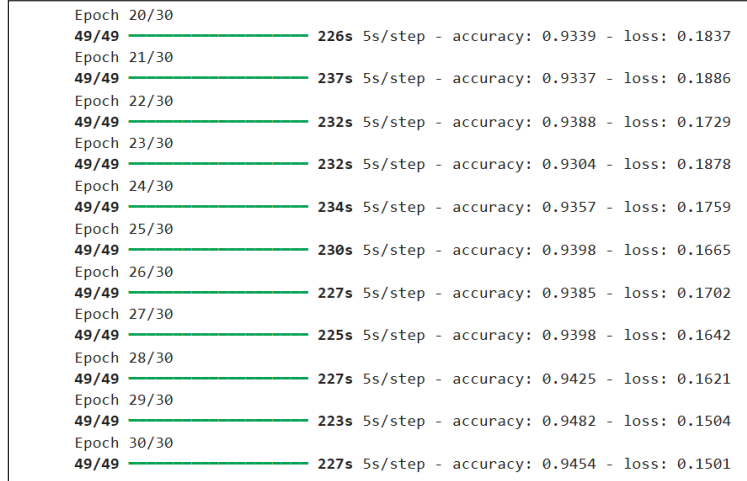 Epoch 20/30
49/49 ━━━━━━━━━━━━━━━━━━━━ 226s 5s/step - accuracy: 0.9339 - loss: 0.1837
Epoch 21/30
49/49 ━━━━━━━━━━━━━━━━━━━━ 237s 5s/step - accuracy: 0.9337 - loss: 0.1886
Epoch 22/30
49/49 ━━━━━━━━━━━━━━━━━━━━ 232s 5s/step - accuracy: 0.9388 - loss: 0.1729
Epoch 23/30
49/49 ━━━━━━━━━━━━━━━━━━━━ 232s 5s/step - accuracy: 0.9304 - loss: 0.1878
Epoch 24/30
49/49 ━━━━━━━━━━━━━━━━━━━━ 234s 5s/step - accuracy: 0.9357 - loss: 0.1759
Epoch 25/30
49/49 ━━━━━━━━━━━━━━━━━━━━ 230s 5s/step - accuracy: 0.9398 - loss: 0.1665
Epoch 26/30
49/49 ━━━━━━━━━━━━━━━━━━━━ 227s 5s/step - accuracy: 0.9385 - loss: 0.1702
Epoch 27/30
49/49 ━━━━━━━━━━━━━━━━━━━━ 225s 5s/step - accuracy: 0.9398 - loss: 0.1642
Epoch 28/30
49/49 ━━━━━━━━━━━━━━━━━━━━ 227s 5s/step - accuracy: 0.9425 - loss: 0.1621
Epoch 29/30
49/49 ━━━━━━━━━━━━━━━━━━━━ 223s 5s/step - accuracy: 0.9482 - loss: 0.1504
Epoch 30/30
49/49 ━━━━━━━━━━━━━━━━━━━━ 227s 5s/step - accuracy: 0.9454 - loss: 0.1501